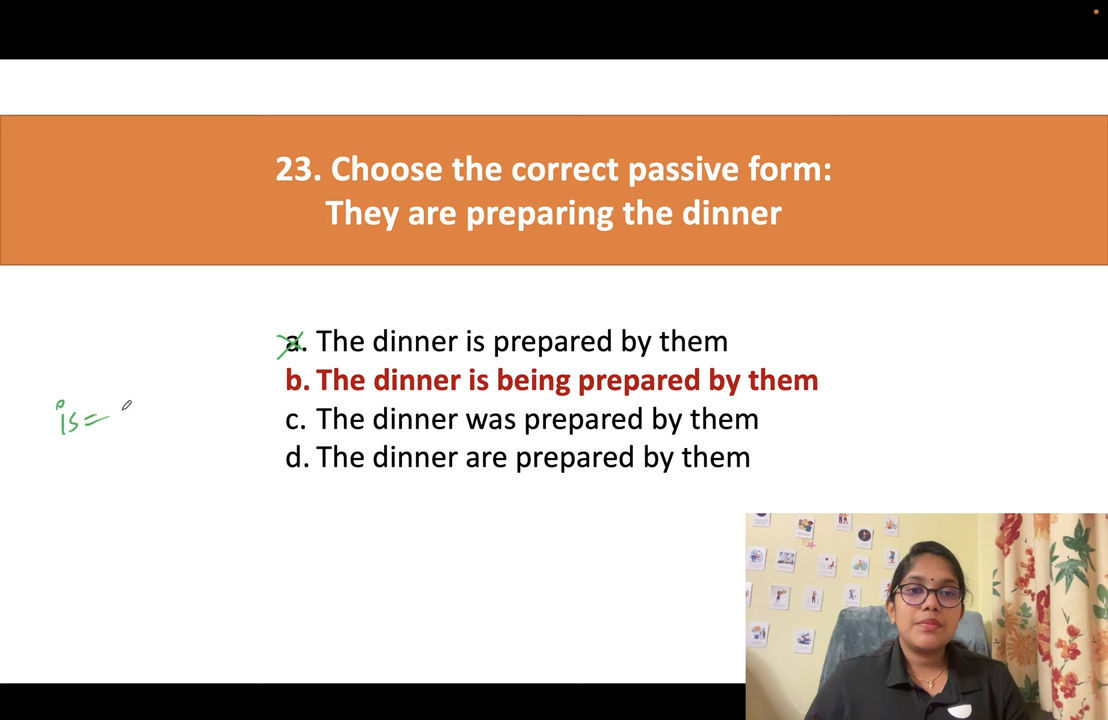 23. Choose the correct passive form:
They are preparing the dinner
a. The dinner is prepared by them
b. The dinner is being prepared by them
is=
c. The dinner was prepared by them
d. The dinner are prepared by them